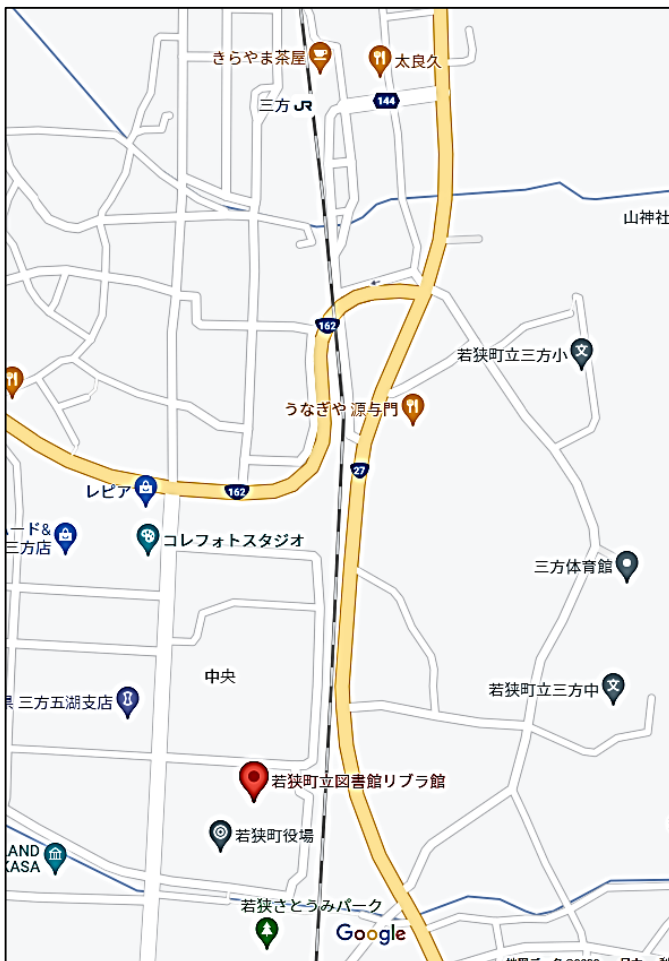 きらやま茶屋
太良久
三方 JR
144
山神社
162
若狭町立三方小
うなぎや 源与門
27
162
レピア
コレフォトスタジオ
ード&
三方店
三方体育館
中央
若狭町立三方中
県 三方五湖支店
若狭町立図書館リブラ館
若狭町役場
LAND
KASA
若狭さとうみパーク
Google